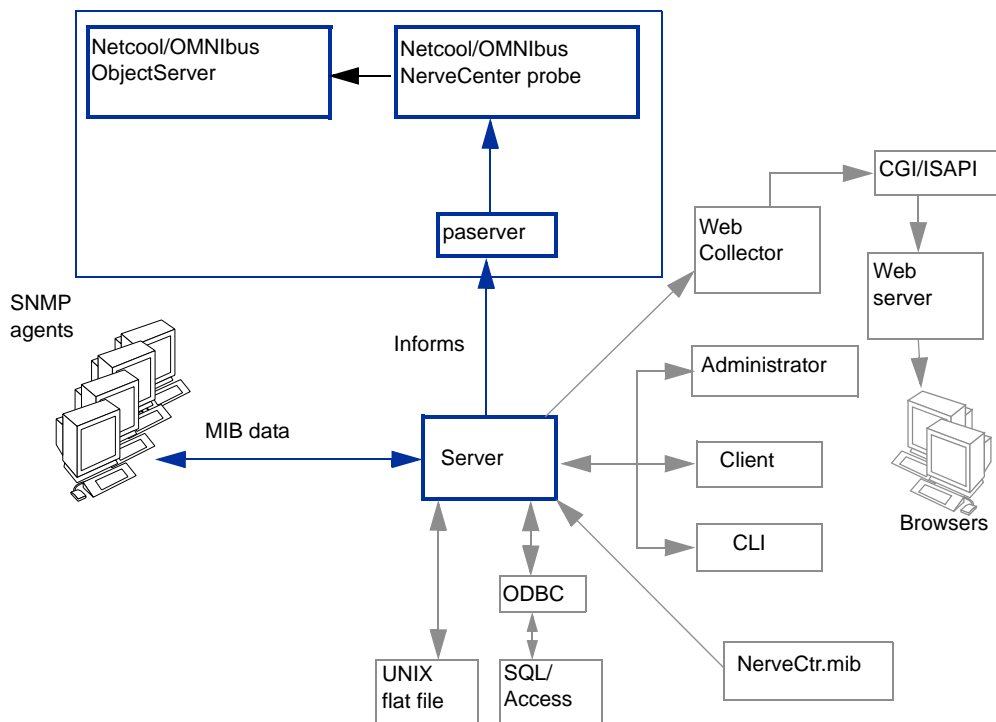 Netcool/OMNIbus
ObjectServer
Netcool/OMNIbus
NerveCenter probe
CGI/ISAPI
paserver
Web
Collector
Web
server
SNMP
agents
Informs
Administrator
MIB data
Server
Client
Browsers
CLI
ODBC
NerveCtr.mib
UNIX
flat file
SQL/
Access